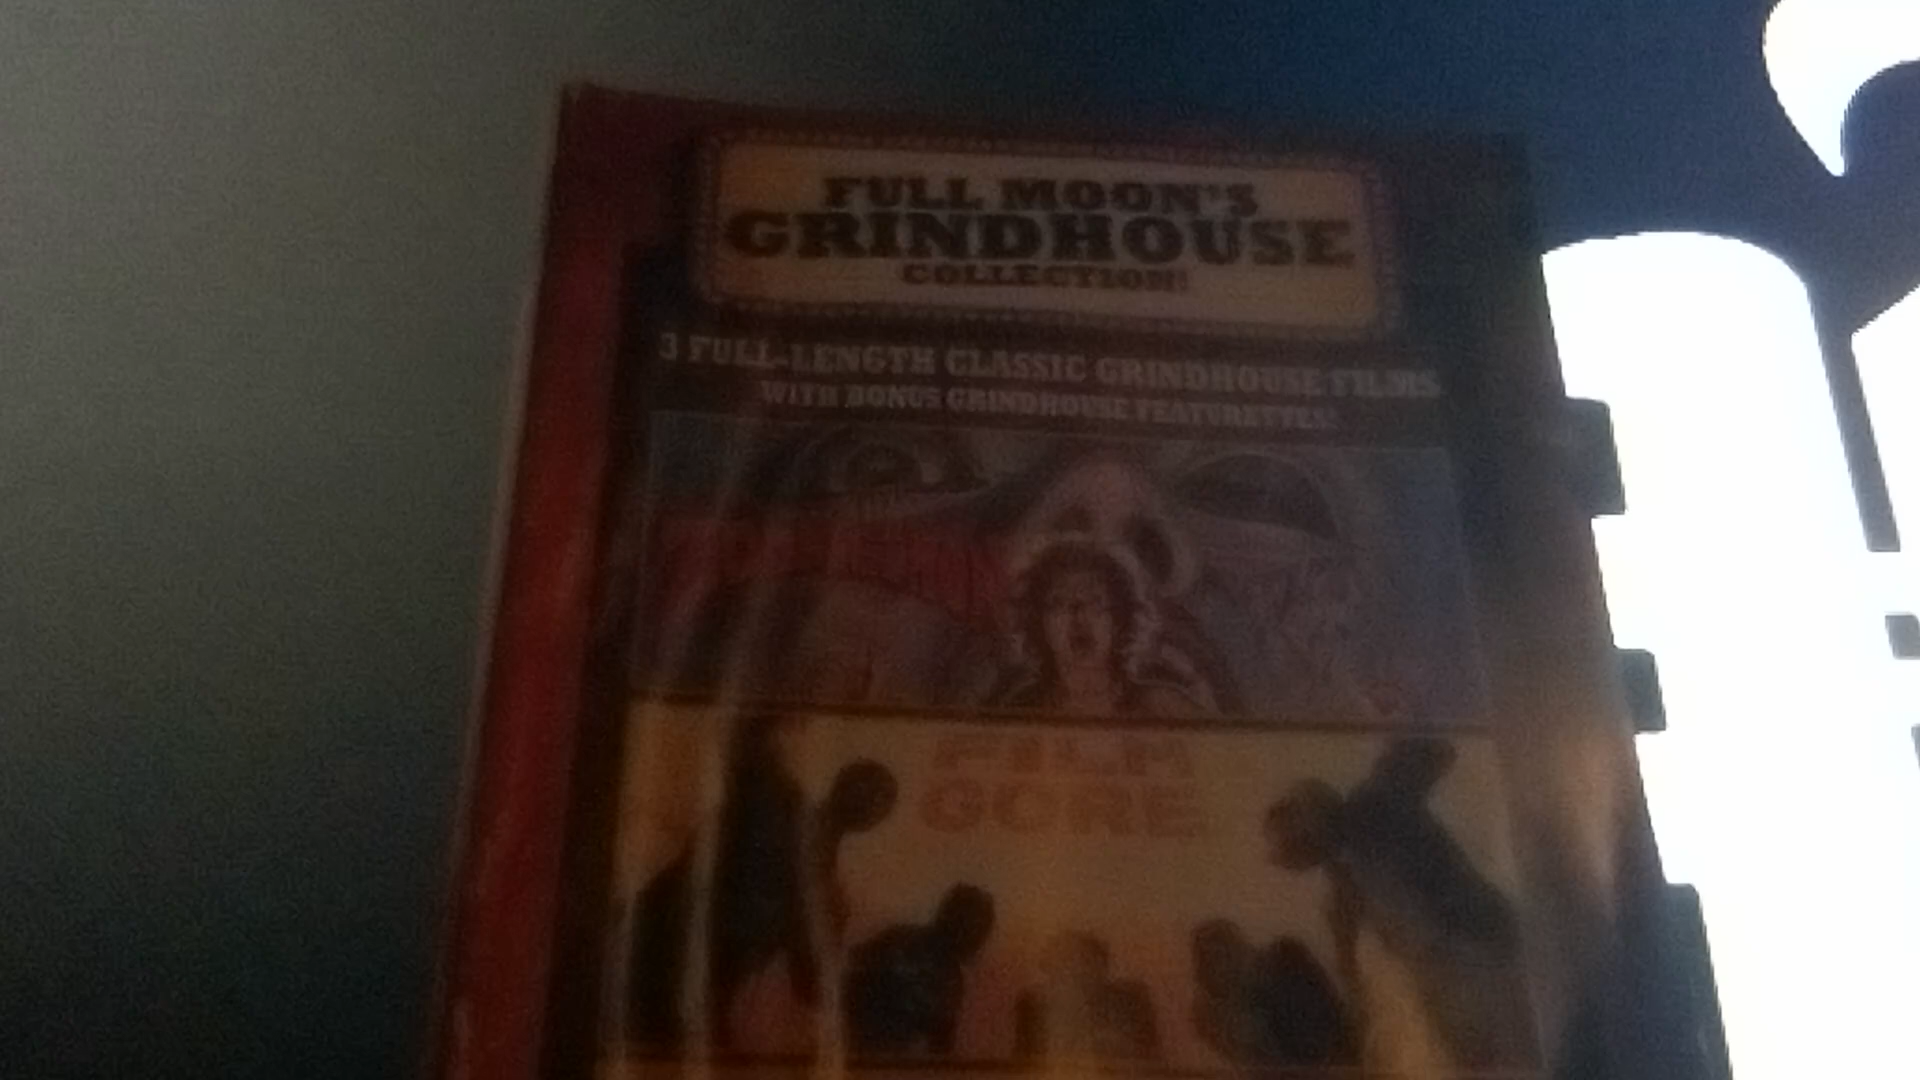 FULL MOON'S
GRINDHOUSE
COLLECTION!
3 FULL-LENGTH CLASSIC GRINDHOUSE FILMS
WITH BONUS GRINDHOUSE FEATURETTES!
FILM
GORE